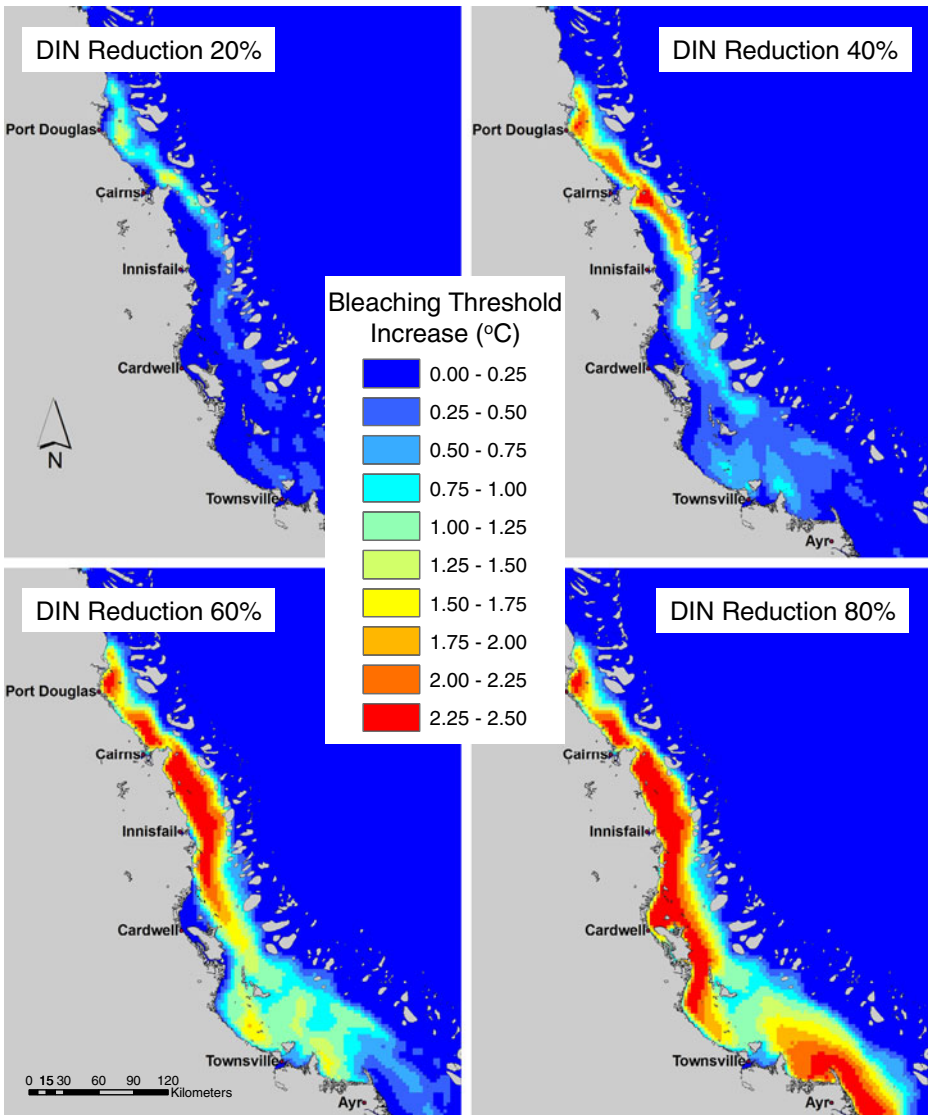 DIN Reduction 20%
DIN Reduction 40%
Port Douglas
Cairns
Innisfail
Cardwell
N
Townsville
Port Douglas
Cairns
Innisfail
Cardwell
Townsville
Ayr
Bleaching Threshold
Increase (°C)
0.00 - 0.25
0.25 - 0.50
0.50 - 0.75
0.75 - 1.00
1.00 - 1.25
1.25 - 1.50
1.50 - 1.75
1.75 - 2.00
2.00 - 2.25
2.25 - 2.50
DIN Reduction 60%
DIN Reduction 80%
Port Douglas
Cairns
Innisfail
Cardwell
Townsville
Ayr
0 15 30 60 90 120
Kilometers
Port Douglas
Cairns
Innisfail
Cardwell
Townsville
Ayr